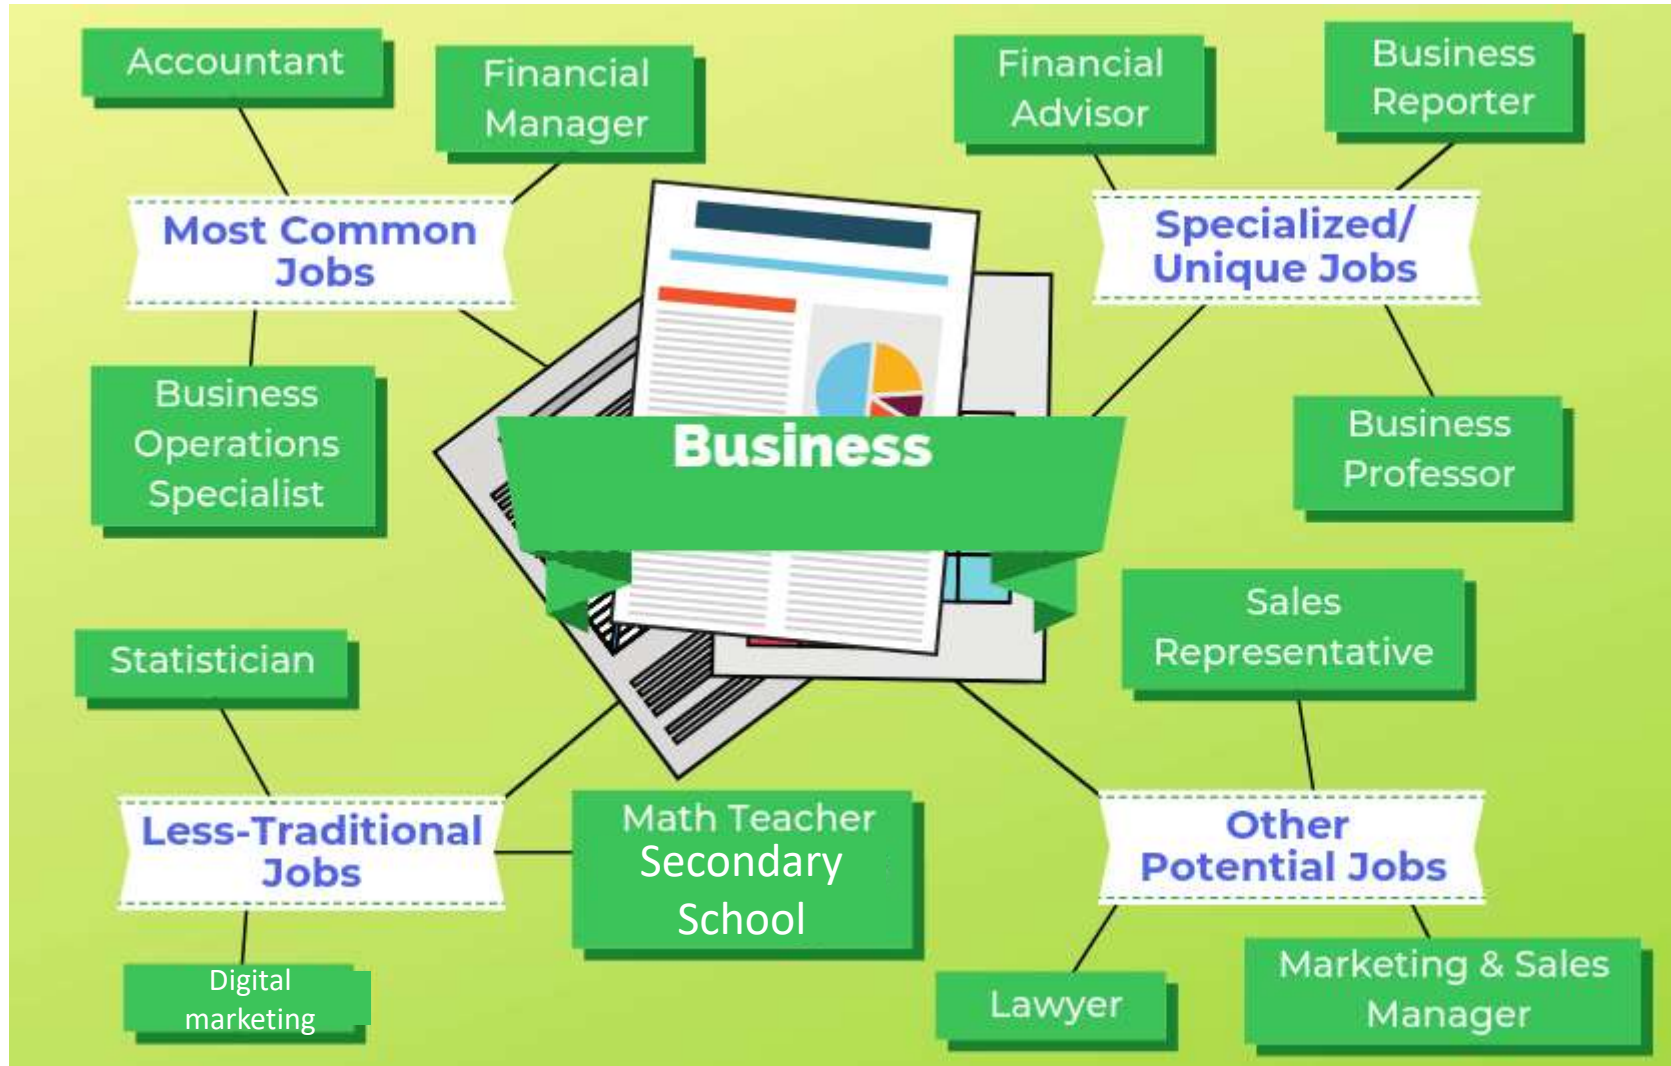 Accountant
Financial
Manager
Most Common
Jobs
Business
Operations
Specialist
Financial
Advisor
Business
Reporter
Specialized/
Unique Jobs
Business
Professor
Business
Statistician
Less-Traditional
Jobs
Math Teacher
Secondary
School
Digital
marketing
Sales
Representative
Other
Potential Jobs
Lawyer
Marketing & Sales
Manager